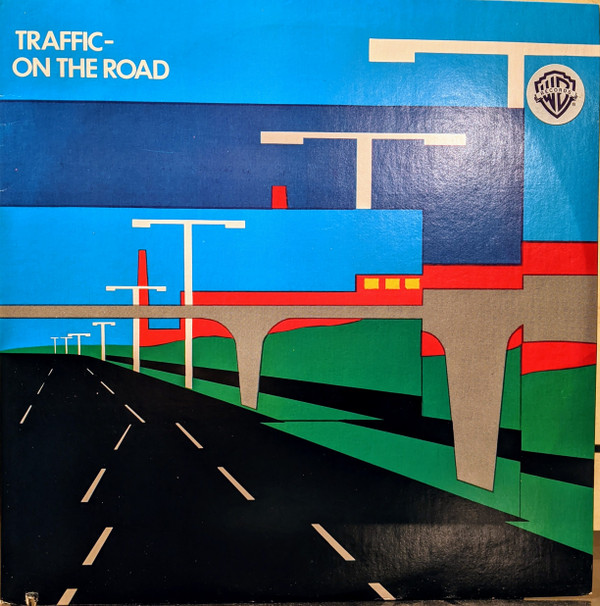 TRAFFIC-
ON THE ROAD
WB
RECORDS